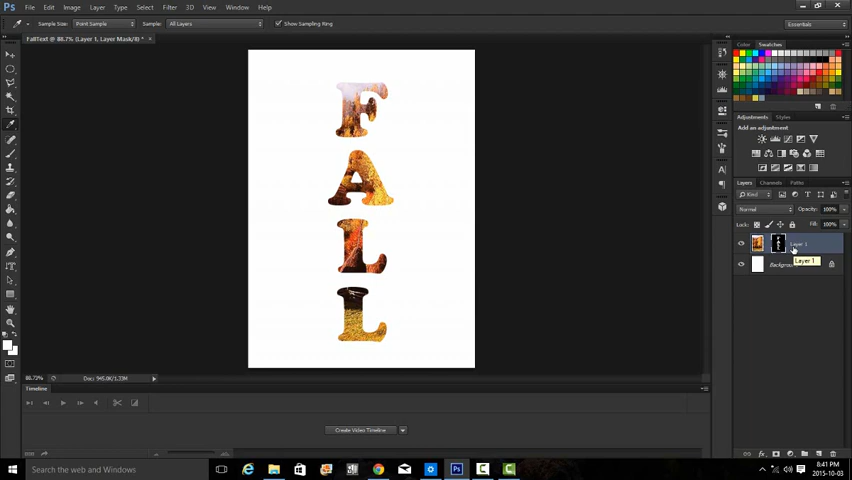 Ps File Edit Image Layer Type Select Filter 3D View Window Help
Sample Size: Point Sample Sample: All Layers Show Sampling Ring Essentials
FallText @ 88.7% (Layer 1, Layer Mask/8) *
Color Swatches
Adjustments Styles
Add an adjustment
Layers Channels Paths
Kind
Normal Opacity: 100%
Lock: Fill: 100%
Layer 1
Layer 1
F
A
L
L
88.73% Doc: 945.0K/1.33M
Timeline
Create Video Timeline
Search the web and Windows
8:41 PM
2015-10-05